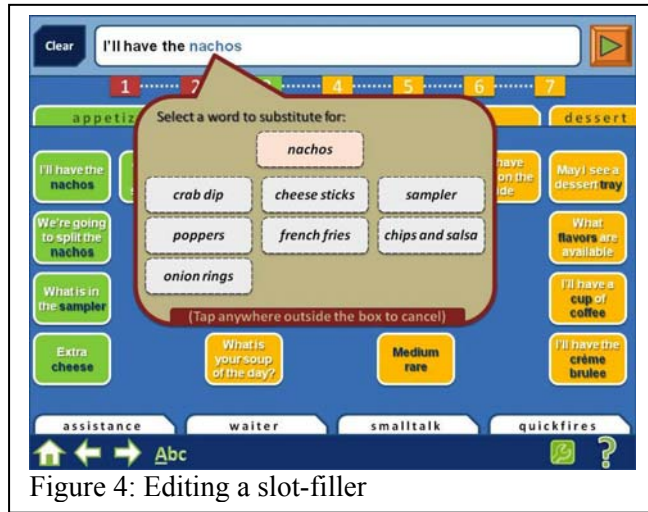 Clear
I'll have the nachos
1 2 3 4 5 6 7
appetiz
dessert
Select a word to substitute for:
nachos
crab dip cheese sticks sampler
poppers french fries chips and salsa
onion rings
(Tap anywhere outside the box to cancel)
I'll have the
nachos
We're going
to split the
nachos
What is in
the sampler
Extra
cheese
What is
your soup
of the day?
Medium
rare
have
on the
ide
May I see a
dessert tray
What
flavors are
available
I'll have a
cup of
coffee
I'll have the
crème
brulee
assistance waiter smalltalk quickfires
Abc
?
Figure 4: Editing a slot-filler